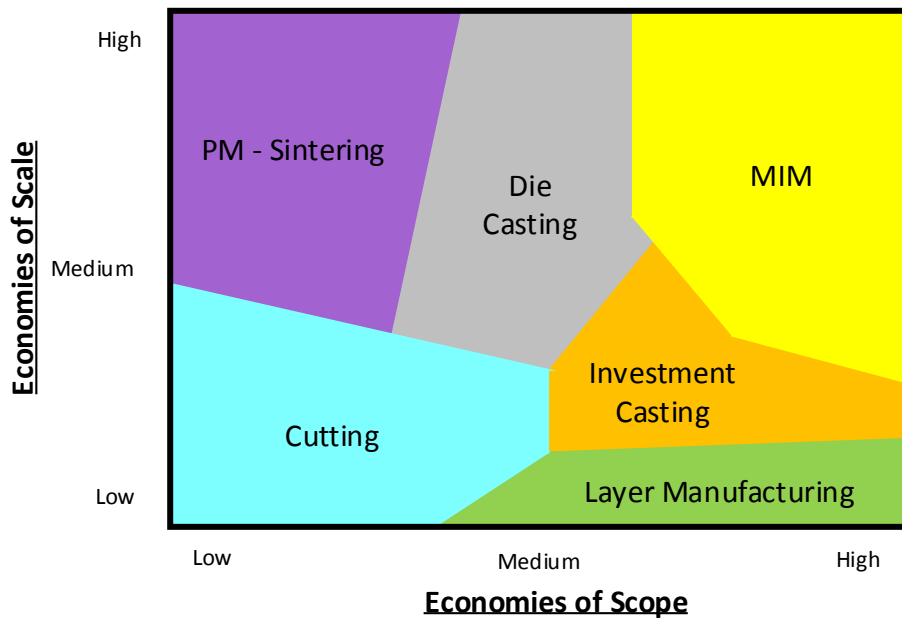 High
PM - Sintering
Die
Casting
MIM
Economies of Scale
Medium
Investment
Casting
Cutting
Layer Manufacturing
Low
Low
Medium
High
Economies of Scope